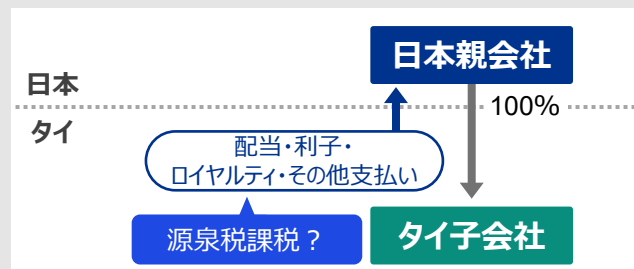 日本親会社
日本
100%
タイ
配当・利子・
ロイヤルティ・その他支払い
源泉税課税？
タイ子会社